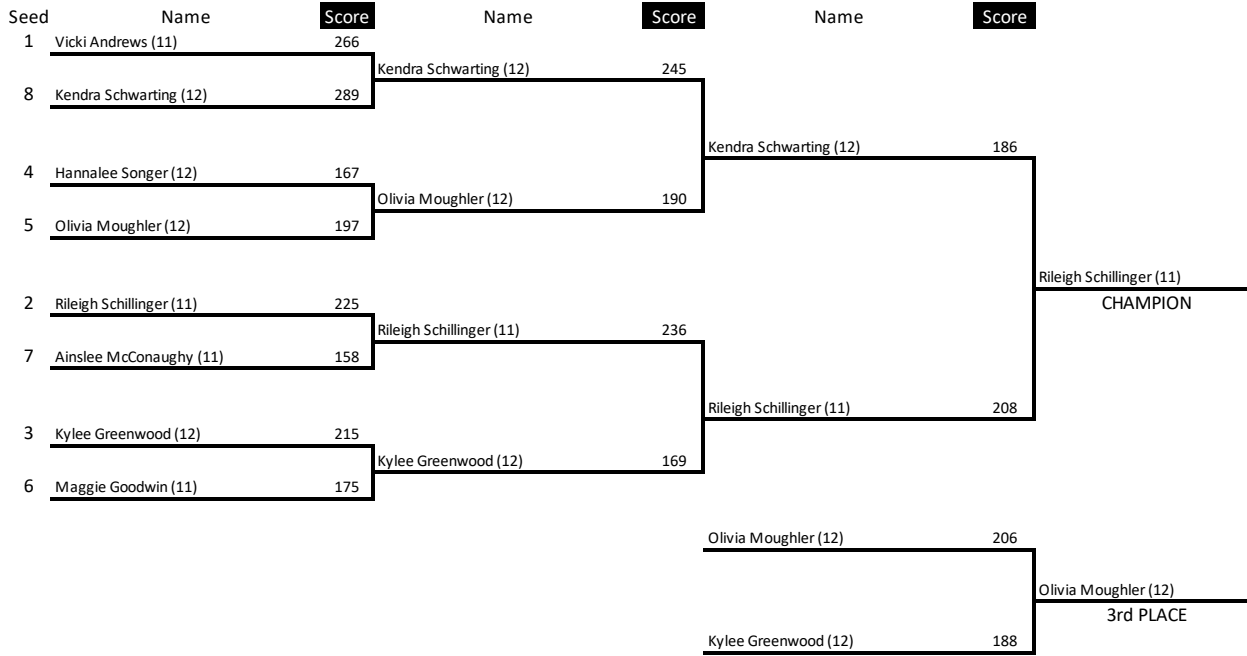 Seed Name Score Name Score Name Score
1 Vicki Andrews (11) 266
Kendra Schwarting (12) 245
8 Kendra Schwarting (12) 289
Kendra Schwarting (12) 186
4 Hannalee Songer (12) 167
Olivia Moughler (12) 190
5 Olivia Moughler (12) 197
Rileigh Schillinger (11)
CHAMPION
2 Rileigh Schillinger (11) 225
Rileigh Schillinger (11) 236
7 Ainslee McConaughy (11) 158
Rileigh Schillinger (11) 208
3 Kylee Greenwood (12) 215
Kylee Greenwood (12) 169
6 Maggie Goodwin (11) 175
Olivia Moughler (12) 206
Olivia Moughler (12)
3rd PLACE
Kylee Greenwood (12) 188